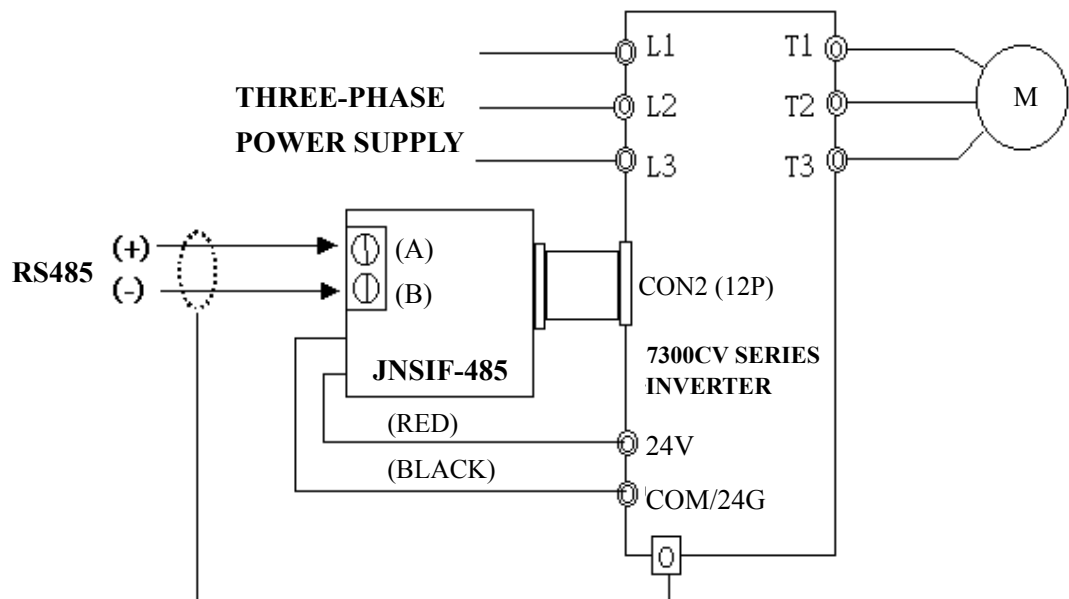 L1
T1
THREE-PHASE
POWER SUPPLY
L2
T2
M
L3
T3
RS485
(+)
(-)
(A)
(B)
CON2 (12P)
JNSIF-485
7300CV SERIES
INVERTER
(RED)
24V
(BLACK)
COM/24G